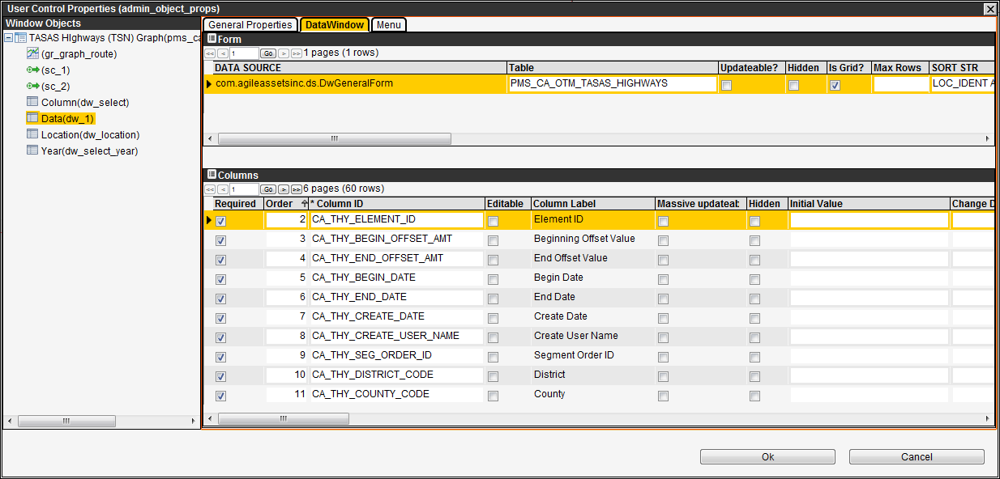 User Control Properties (admin_object_props)
Window Objects
TASAS HIghways (TSN) Graph(pms_ca
(gr_graph_route)
(sc_1)
(sc_2)
Column(dw_select)
Data(dw_1)
Location(dw_location)
Year(dw_select_year)
General Properties DataWindow Menu
Form
<< < 1 Go > >> 1 pages (1 rows)
DATA SOURCE Table Updateable? Hidden Is Grid? Max Rows SORT STR
com.agileassetsinc.ds.DwGeneralForm PMS_CA_OTM_TASAS_HIGHWAYS LOC_IDENT A
Columns
<< < 1 Go > >> 6 pages (60 rows)
Required Order * Column ID Editable Column Label Massive updateab Hidden Initial Value Change D
2 CA_THY_ELEMENT_ID Element ID
3 CA_THY_BEGIN_OFFSET_AMT Beginning Offset Value
4 CA_THY_END_OFFSET_AMT End Offset Value
5 CA_THY_BEGIN_DATE Begin Date
6 CA_THY_END_DATE End Date
7 CA_THY_CREATE_DATE Create Date
8 CA_THY_CREATE_USER_NAME Create User Name
9 CA_THY_SEG_ORDER_ID Segment Order ID
10 CA_THY_DISTRICT_CODE District
11 CA_THY_COUNTY_CODE County
Ok Cancel